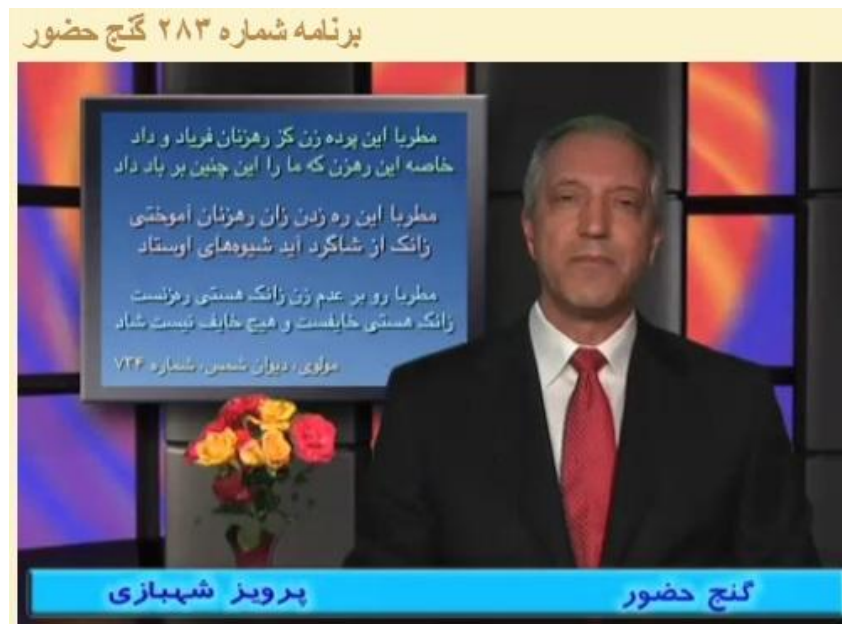 برنامه شماره ۲۸۳ گنج حضور
مطربا این پرده زن کز رهزنان فریاد و داد
خاصه این رهزن که ما را این چنین بر باد داد
مطربا این ره زدن زان رهزنان آموختی
زانک از شاگرد آید شیوه‌های اوستاد
مطربا رو بر عدم زن زانک هستی رهزنست
زانک هستی خایفست و هیچ خایف نیست شاد
مولوی، دیوان شمس، شماره ۷۳۴
گنج حضور
پرویز شهبازی